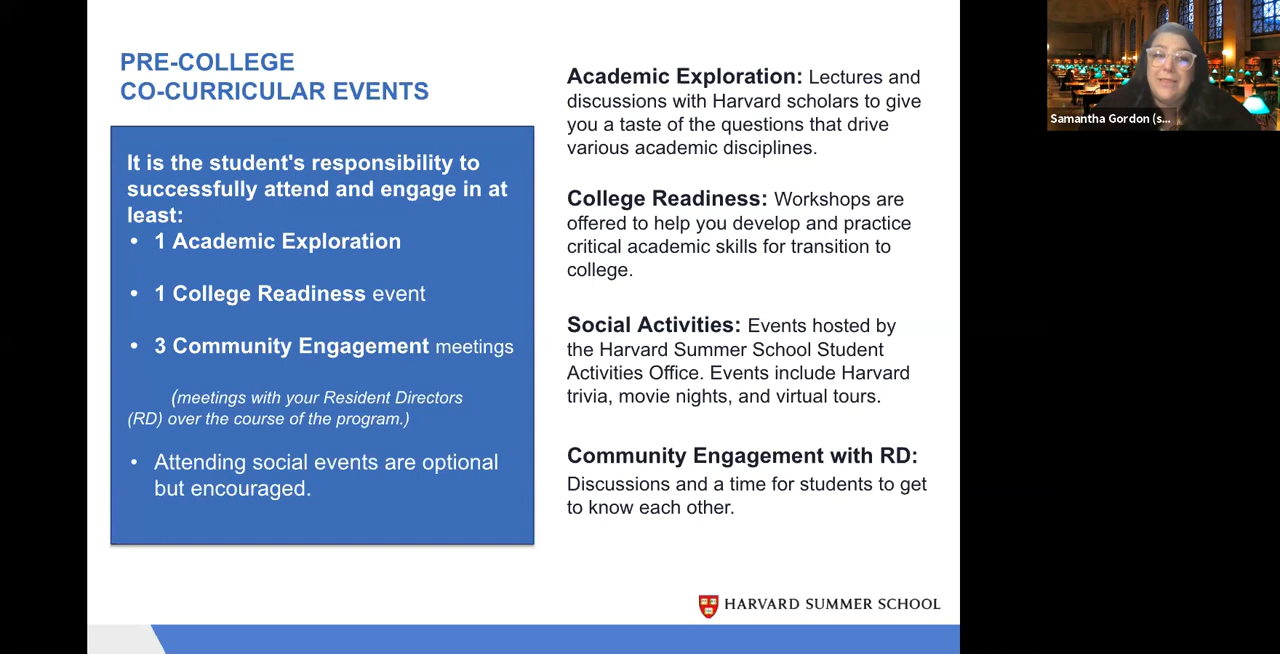 PRE-COLLEGE
CO-CURRICULAR EVENTS
It is the student's responsibility to
successfully attend and engage in at
least:
• 1 Academic Exploration
• 1 College Readiness event
• 3 Community Engagement meetings
(meetings with your Resident Directors
(RD) over the course of the program.)
• Attending social events are optional
but encouraged.
Academic Exploration: Lectures and
discussions with Harvard scholars to give
you a taste of the questions that drive
various academic disciplines.
College Readiness: Workshops are
offered to help you develop and practice
critical academic skills for transition to
college.
Social Activities: Events hosted by
the Harvard Summer School Student
Activities Office. Events include Harvard
trivia, movie nights, and virtual tours.
Community Engagement with RD:
Discussions and a time for students to get
to know each other.
HARVARD SUMMER SCHOOL
Samantha Gordon (s...